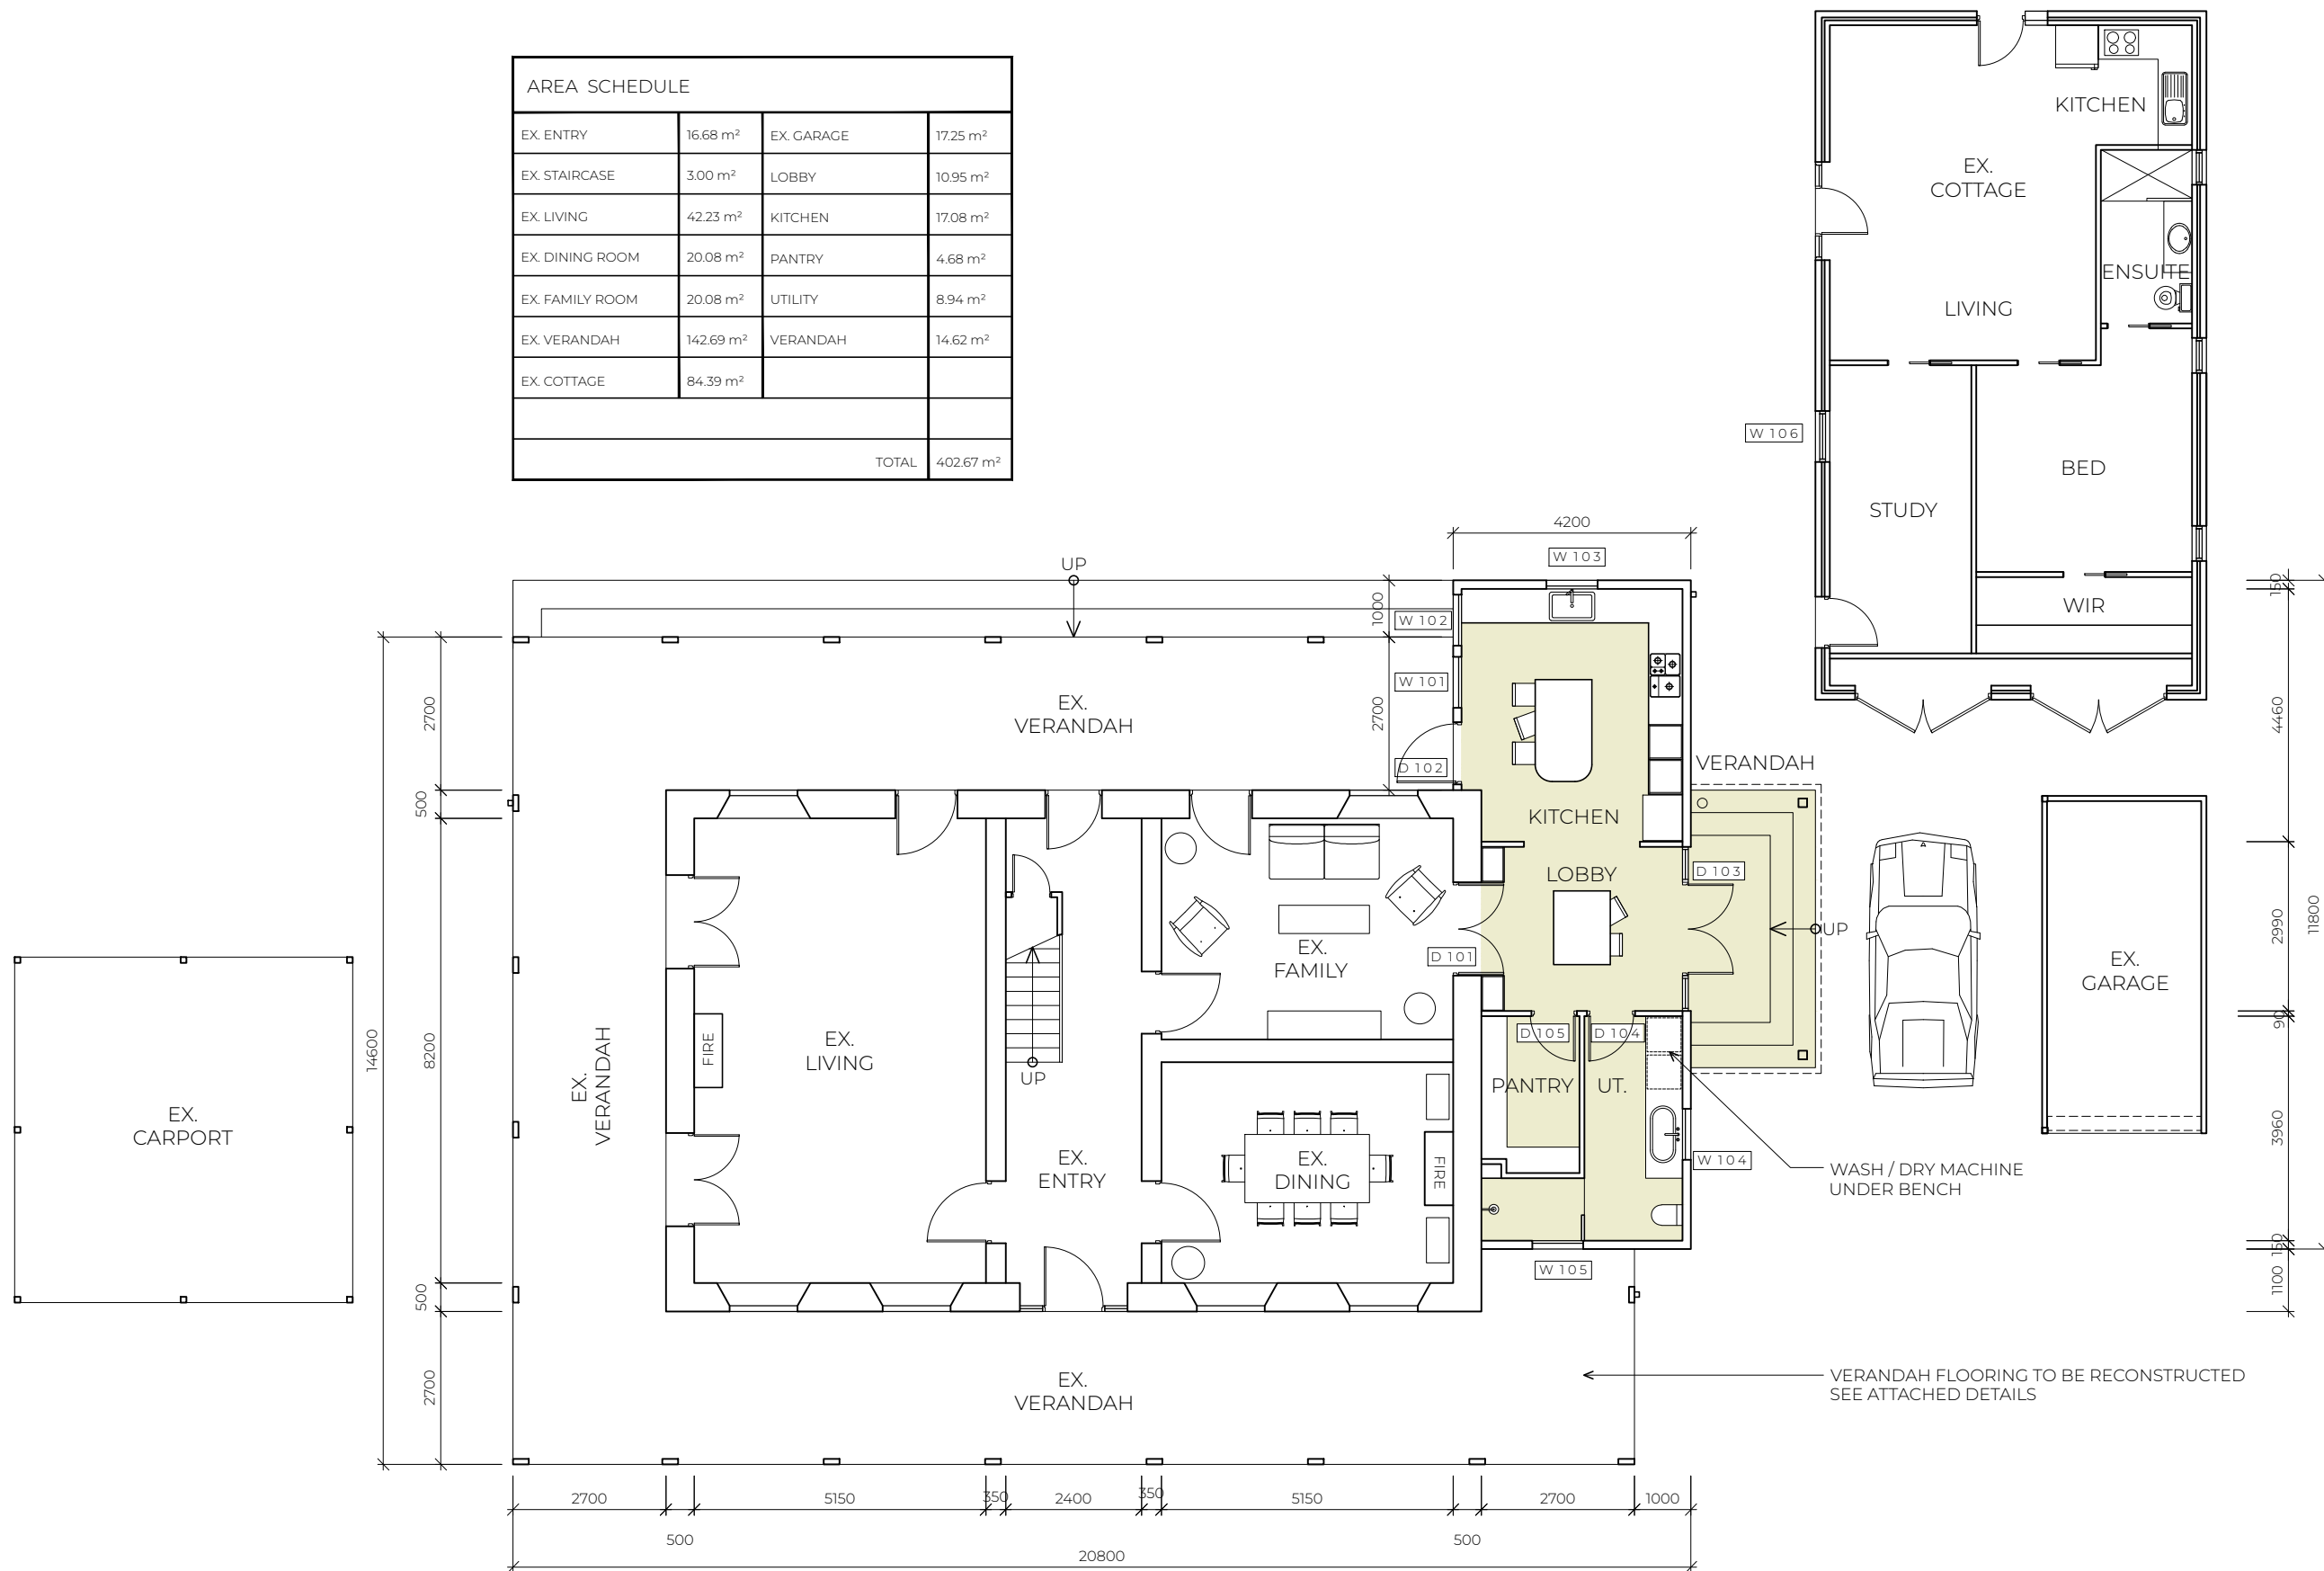 AREA SCHEDULE
EX. ENTRY 16.68 m² EX. GARAGE 17.25 m²
EX. STAIRCASE 3.00 m² LOBBY 10.95 m²
EX. LIVING 42.23 m² KITCHEN 17.08 m²
EX. DINING ROOM 20.08 m² PANTRY 4.68 m²
EX. FAMILY ROOM 20.08 m² UTILITY 8.94 m²
EX. VERANDAH 142.69 m² VERANDAH 14.62 m²
EX. COTTAGE 84.39 m²
TOTAL 402.67 m²
KITCHEN
EX.
COTTAGE
ENSUITE
LIVING
W 106
BED
STUDY
WIR
4200
W 103
UP
1000
W 102
W 101
2700
D 102
EX.
VERANDAH
KITCHEN
VERANDAH
LOBBY
D 103
UP
D 101
EX.
FAMILY
D 105
D 104
PANTRY
UT.
EX.
LIVING
FIRE
UP
EX.
VERANDAH
EX.
ENTRY
EX.
DINING
FIRE
W 104
W 105
WASH / DRY MACHINE
UNDER BENCH
EX.
GARAGE
EX.
CARPORT
EX.
VERANDAH
VERANDAH FLOORING TO BE RECONSTRUCTED
SEE ATTACHED DETAILS
14600
2700
500
8200
500
2700
150
4460
2990
90
3960
150
1100
11800
2700
5150
350
2400
350
5150
2700
1000
500
500
20800